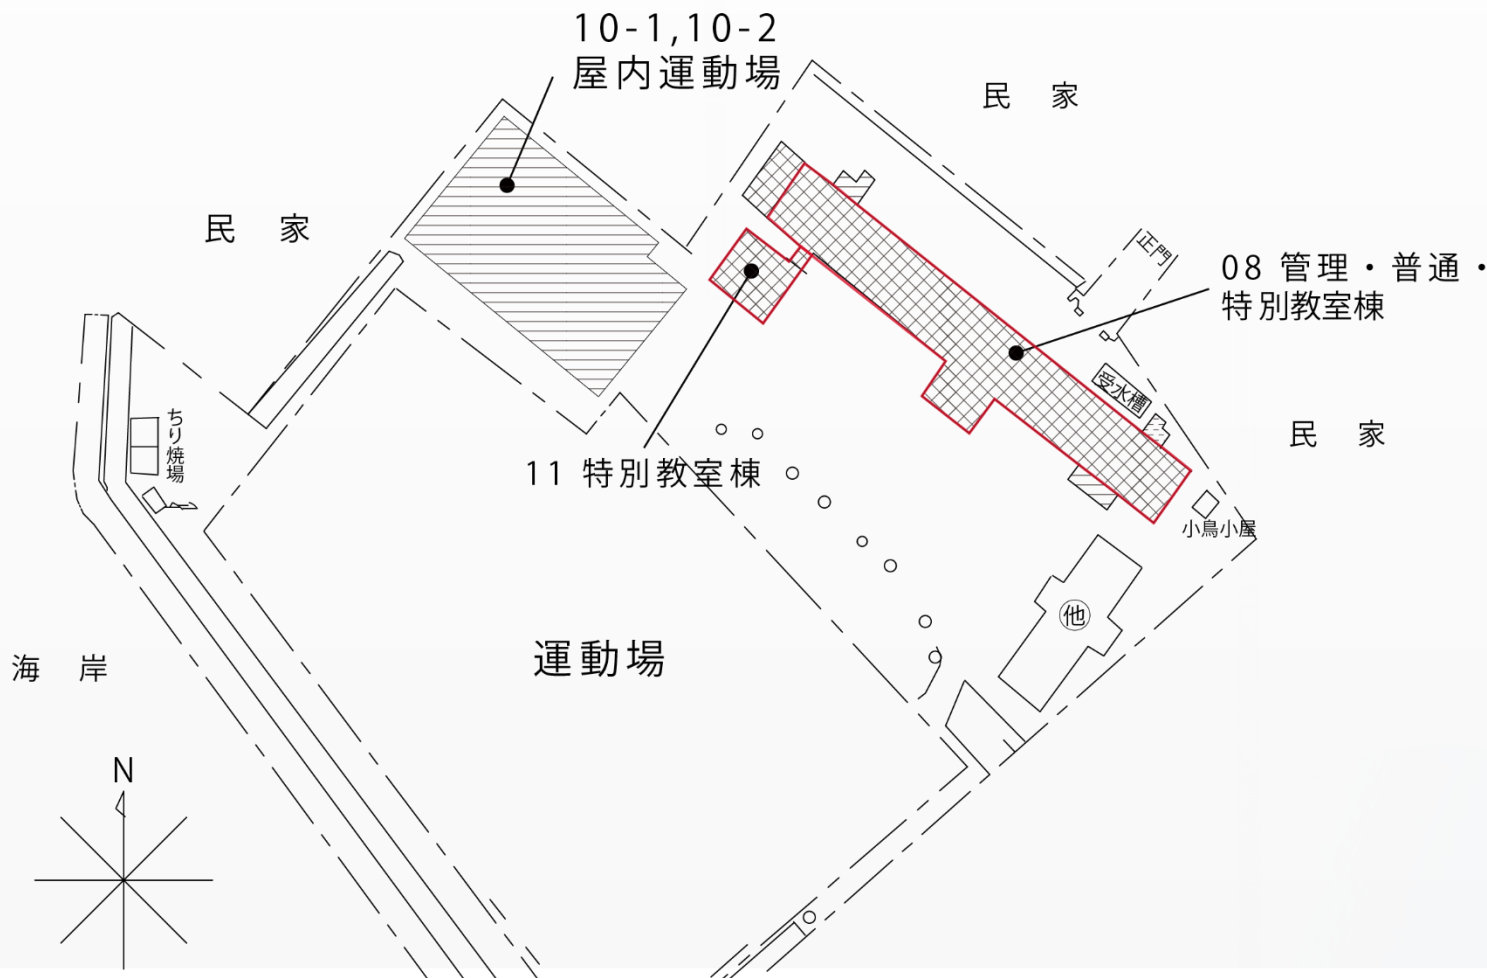 10-1,10-2
屋内運動場
民 家
民 家
正門
08 管理・普通・
特別教室棟
受水槽
ちり焼場
民 家
11 特別教室棟
小鳥小屋
他
運動場
海 岸
N